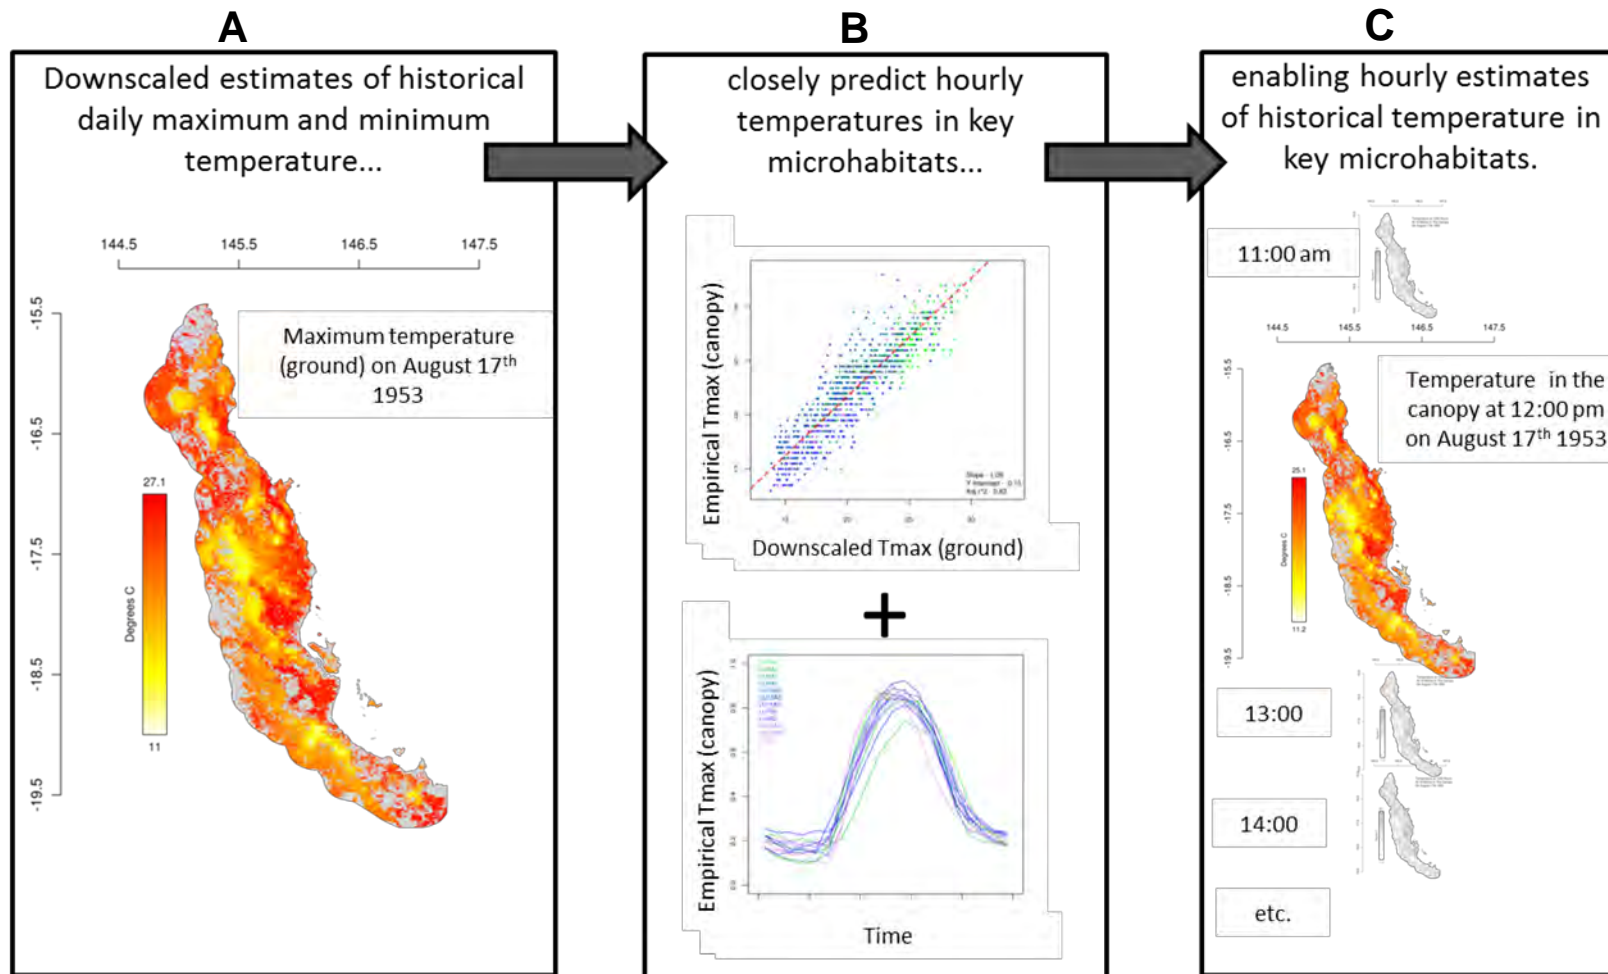 A
Downscaled estimates of historical
daily maximum and minimum
temperature...
144.5 145.5 146.5 147.5
-15.5
-16.5
-17.5
-18.5
-19.5
Maximum temperature
(ground) on August 17th
1953
27.1
Degrees C
11
B
closely predict hourly
temperatures in key
microhabitats...
Empirical Tmax (canopy)
Downscaled Tmax (ground)
+
Empirical Tmax (canopy)
Time
C
enabling hourly estimates
of historical temperature in
key microhabitats.
11:00 am
144.5 145.5 146.5 147.5
-15.5
-16.5
-17.5
-18.5
-19.5
Temperature in the
canopy at 12:00 pm
on August 17th 1953
25.1
Degrees C
11.2
13:00
14:00
etc.